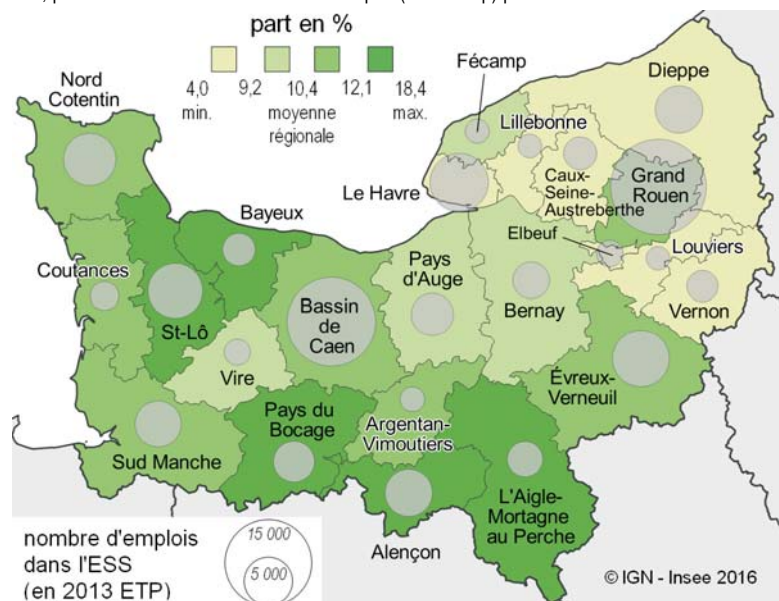 part en %
4,0
min.
9,2
10,4
moyenne
régionale
12,1
18,4
max.
Nord
Cotentin
Fécamp
Dieppe
Lillebonne
Le Havre
Caux-
Seine-
Austreberthe
Grand
Rouen
Bayeux
Elbeuf
Louviers
Coutances
Pays
d'Auge
St-Lô
Bassin
de
Caen
Bernay
Vernon
Vire
Évreux-
Verneuil
Pays du
Bocage
Argentan-
Vimoutiers
Sud Manche
L'Aigle-
Mortagne
au Perche
Alençon
nombre d'emplois
dans l'ESS
(en 2013 ETP)
15 000
5 000
© IGN - Insee 2016